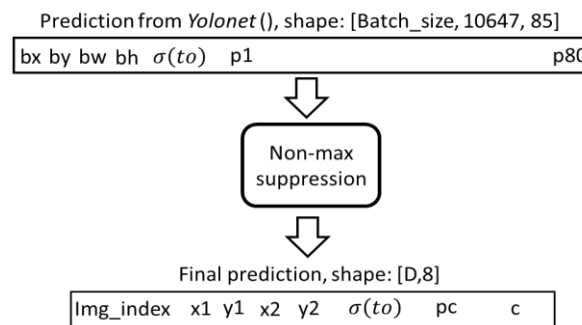 Prediction from Yolonet (), shape: [Batch_size, 10647, 85]
bx by bw bh σ(to) p1 p80
Non-max
suppression
Final prediction, shape: [D,8]
Img_index x1 y1 x2 y2 σ(to) pc c